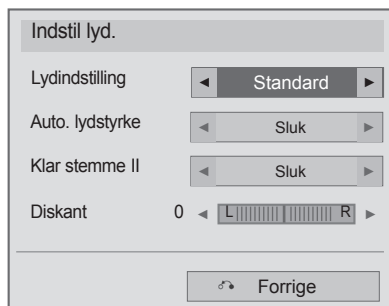 Indstil lyd.
Lydindstilling ◄ Standard ►
Auto. lydstyrke ◄ Sluk ►
Klar stemme II ◄ Sluk ►
Diskant 0 ◄ L R ►
Forrige